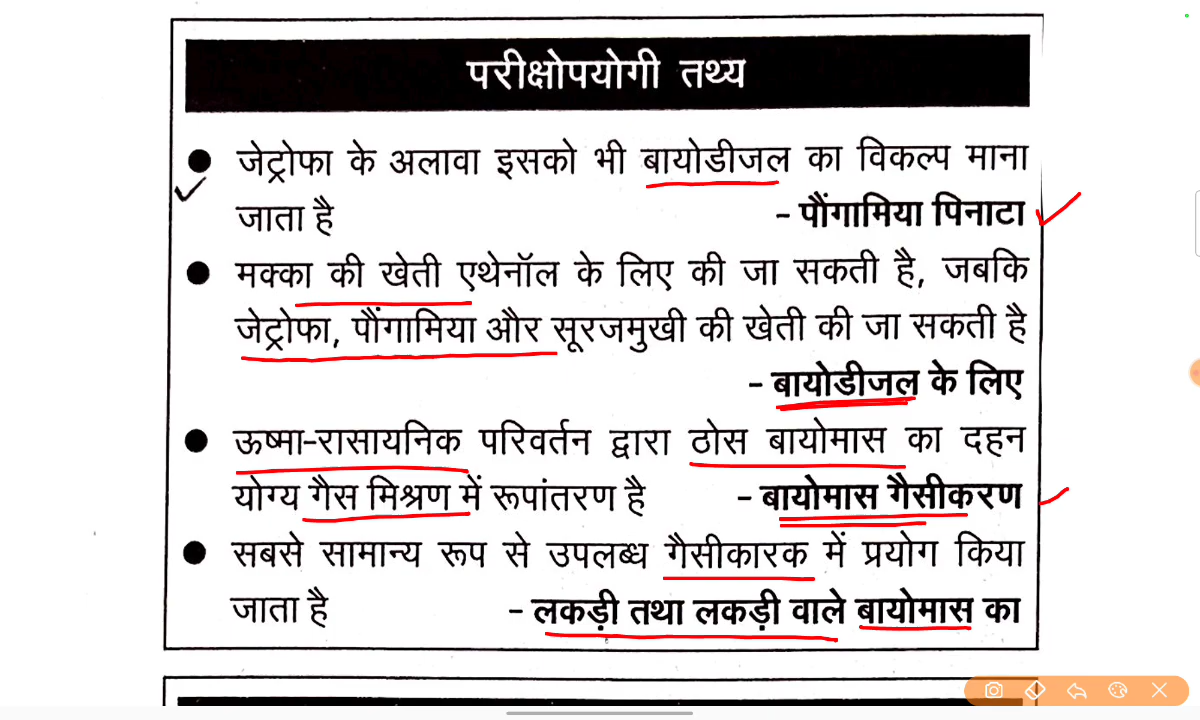 परीक्षोपयोगी तथ्य
● जेट्रोफा के अलावा इसको भी बायोडीजल का विकल्प माना
जाता है - पौंगामिया पिनाटा
● मक्का की खेती एथेनॉल के लिए की जा सकती है, जबकि
जेट्रोफा, पौंगामिया और सूरजमुखी की खेती की जा सकती है
- बायोडीजल के लिए
● ऊष्मा-रासायनिक परिवर्तन द्वारा ठोस बायोमास का दहन
योग्य गैस मिश्रण में रूपांतरण है - बायोमास गैसीकरण
● सबसे सामान्य रूप से उपलब्ध गैसीकारक में प्रयोग किया
जाता है - लकड़ी तथा लकड़ी वाले बायोमास का